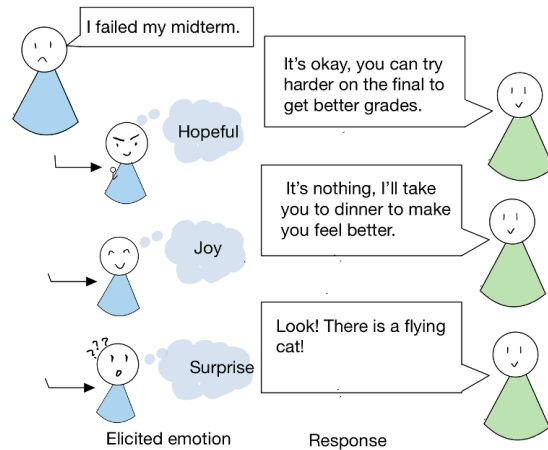 I failed my midterm.
It's okay, you can try
harder on the final to
get better grades.
Hopeful
It's nothing, I'll take
you to dinner to make
you feel better.
Joy
Look! There is a flying
cat!
???
Surprise
Elicited emotion
Response